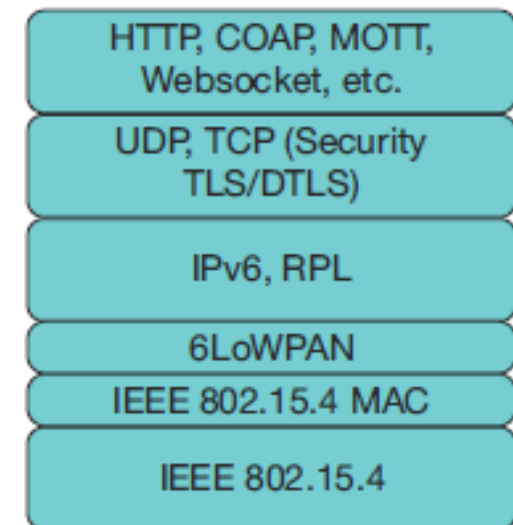 HTTP, COAP, MOTT,
Websocket, etc.
UDP, TCP (Security
TLS/DTLS)
IPv6, RPL
6LoWPAN
IEEE 802.15.4 MAC
IEEE 802.15.4